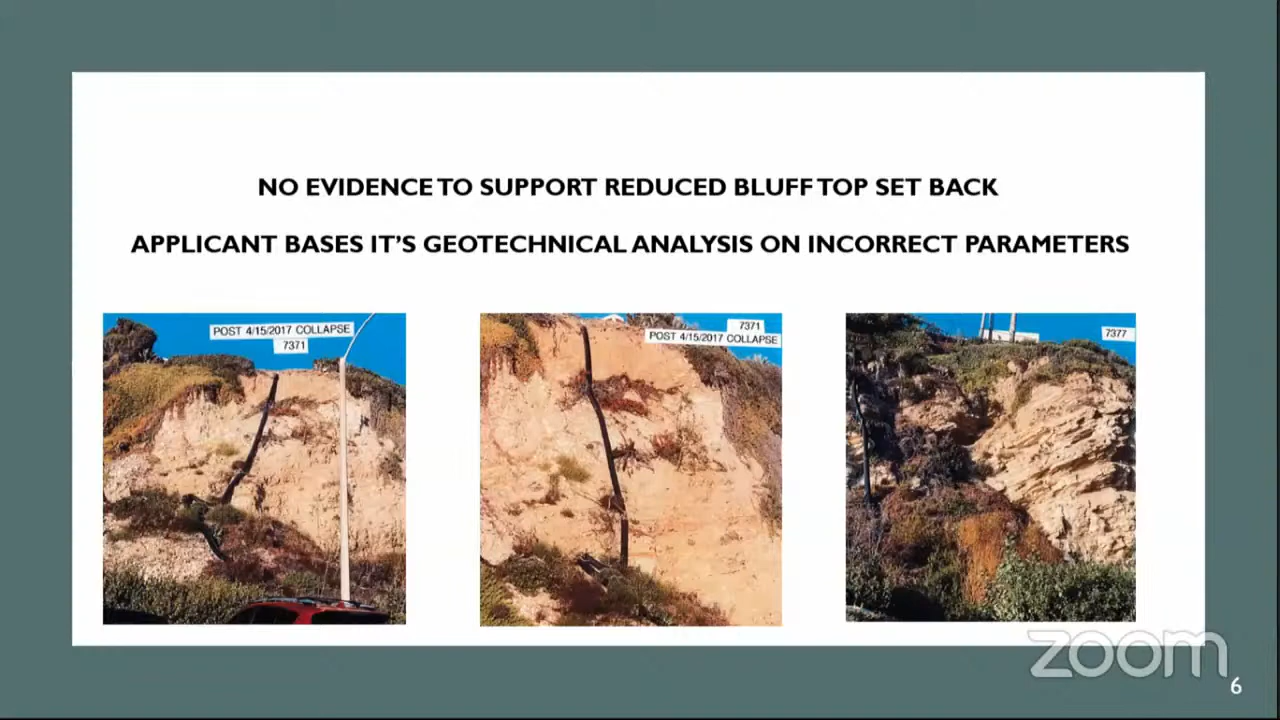 NO EVIDENCE TO SUPPORT REDUCED BLUFF TOP SET BACK
APPLICANT BASES IT'S GEOTECHNICAL ANALYSIS ON INCORRECT PARAMETERS
POST 4/15/2017 COLLAPSE
7371
7371
POST 4/15/2017 COLLAPSE
7377
zoom
6